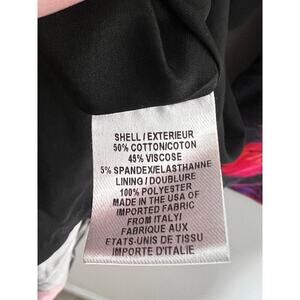 SHELL / EXTERIEUR
50% COTTON/COTON
45% VISCOSE
5% SPANDEX/ELASTHANNE
LINING / DOUBLURE
100% POLYESTER
MADE IN THE USA OF
IMPORTED FABRIC
FROM ITALY/
FABRIQUE AUX
ETATS-UNIS DE TISSU
IMPORTE D'ITALIE